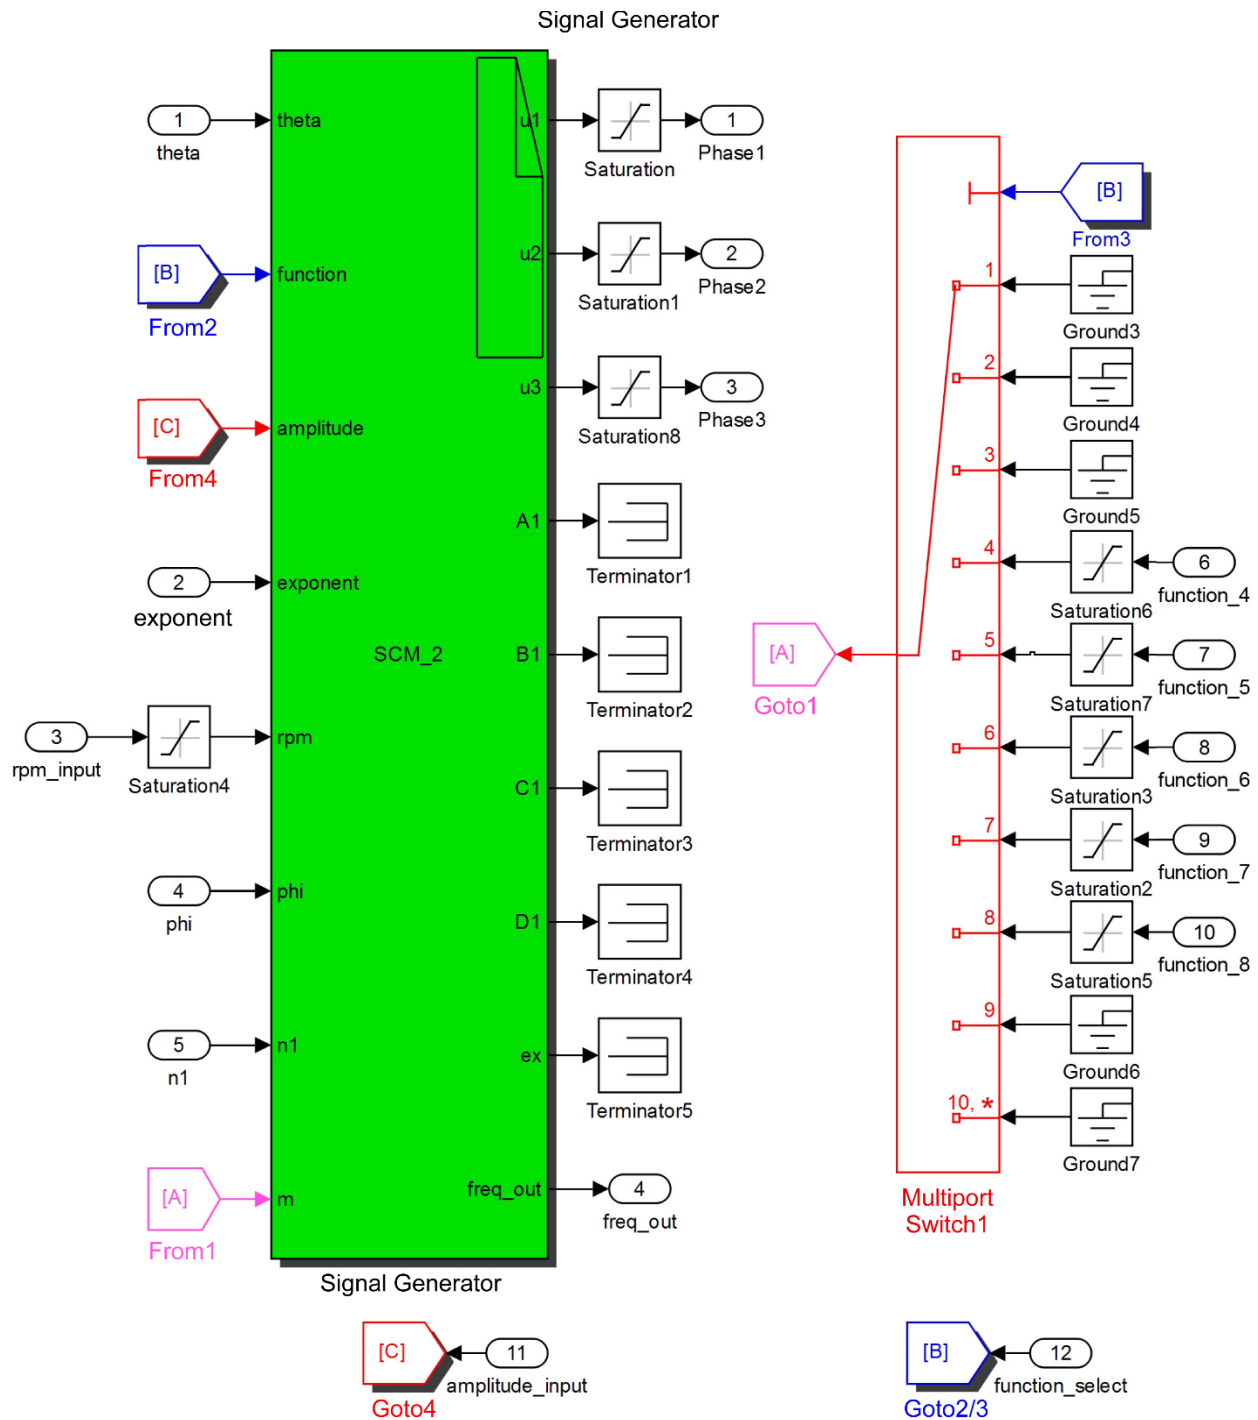 Signal Generator
1
theta
theta
[B]
From2
function
[C]
From4
amplitude
2
exponent
exponent
3
rpm_input
Saturation4
rpm
4
phi
phi
5
n1
n1
[A]
From1
m
SCM_2
u1
Saturation
1
Phase1
u2
Saturation1
2
Phase2
u3
Saturation8
3
Phase3
A1
Terminator1
B1
Terminator2
C1
Terminator3
D1
Terminator4
ex
Terminator5
freq_out
4
freq_out
Signal Generator
[A]
Goto1
[B]
From3
1
Ground3
2
Ground4
3
Ground5
4
Saturation6
6
function_4
5
Saturation7
7
function_5
6
Saturation3
8
function_6
7
Saturation2
9
function_7
8
Saturation5
10
function_8
9
Ground6
10, *
Ground7
Multiport
Switch1
[C]
Goto4
11
amplitude_input
[B]
Goto2/3
12
function_select